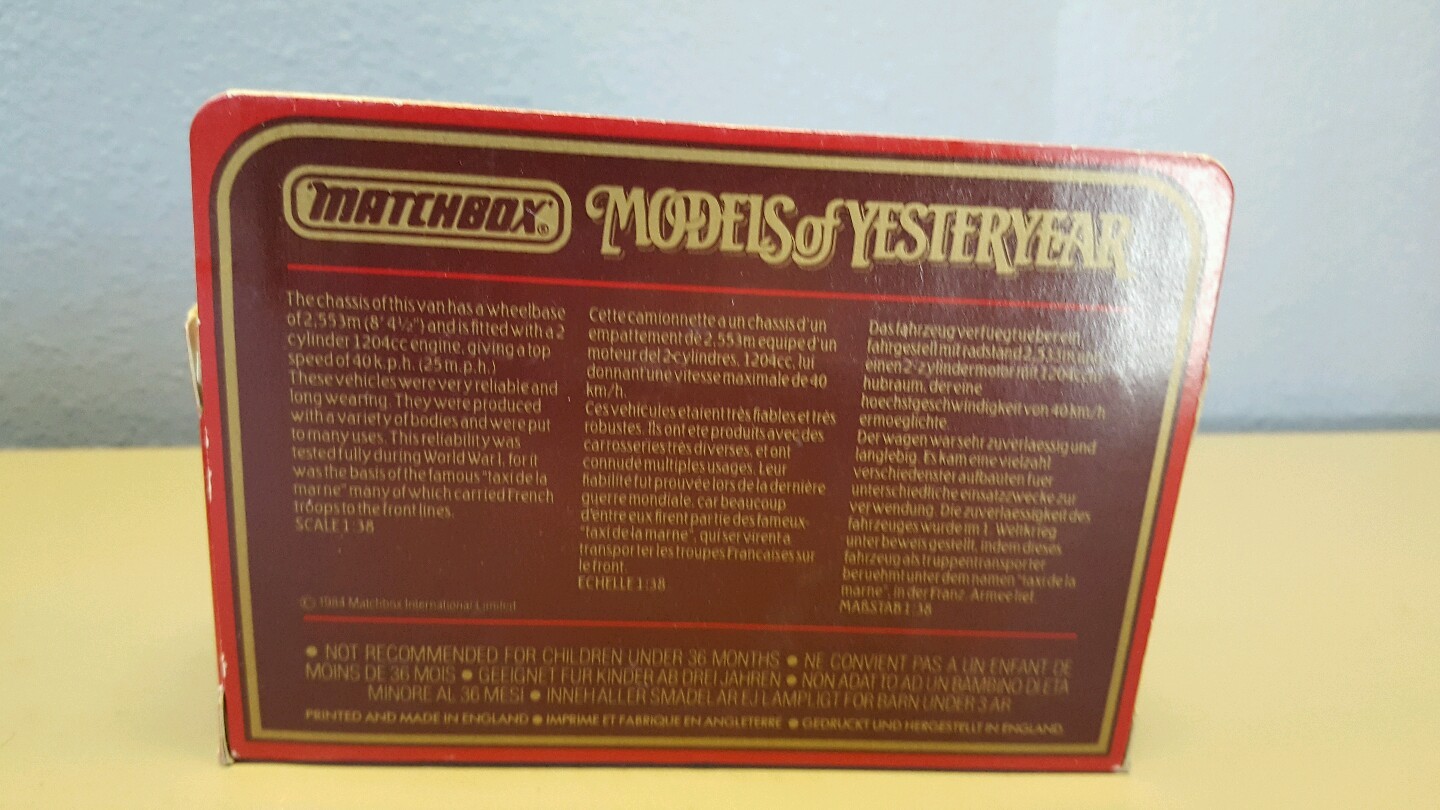 MATCHBOX®
MODELS of YESTERYEAR
The chassis of this van has a wheelbase
of 2,553m (8' 4½") and is fitted with a 2
cylinder 1204cc engine, giving a top
speed of 40 k.p.h. (25 m.p.h.)
These vehicles were very reliable and
long wearing. They were produced
with a variety of bodies and were put
to many uses. This reliability was
tested fully during World War I, for it
was the basis of the famous "taxi de la
marne" many of which carried French
troops to the front lines.
SCALE 1:38
© 1984 Matchbox International Limited
Cette camionnette a un chassis d'un
empattement de 2,553m equipe d'un
moteur de l 2-cylindres, 1204cc, lui
donnant une vitesse maximale de 40
km/h.
Ces vehicules etaient très fiables et très
robustes. Ils ont ete produits avec des
carrosseries très diverses, et ont
connu de multiples usages. Leur
fiabilité fut prouvée lors de la dernière
guerre mondiale, car beaucoup
d'entre eux firent partie des fameux
"taxi de la marne", qui servirent a
transporter les troupes Francaises sur
le front.
ECHELLE 1:38
Das fahrzeug verfuegt ueber ein
fahrgestell mit radstand 2,553m
einen 2-zylinder motor mit 1204
hubraum, der eine
hoechstgeschwindigkeit von 40 km/h
ermoeglichte.
Der wagen war sehr zuverlaessig und
langlebig. Es kam eine vielzahl
verschiedenster aufbauten fuer
unterschiedliche einsatzzwecke zur
verwendung. Die zuverlaessigkeit des
fahrzeuges wurde im 1. Weltkrieg
unter beweis gestellt, indem dieses
fahrzeug als truppentransporter
beruehmt unter dem namen "taxi de la
marne", in der Franz. Armee lief.
MAßSTAB 1:38
● NOT RECOMMENDED FOR CHILDREN UNDER 36 MONTHS ● NE CONVIENT PAS A UN ENFANT DE
MOINS DE 36 MOIS ● GEEIGNET FUR KINDER AB DREI JAHREN ● NON ADATTO AD UN BAMBINO DI ETA
MINORE AL 36 MESI ● INNEHALLER SMADELAR EJ LAMPLIGT FOR BARN UNDER 3 AR
PRINTED AND MADE IN ENGLAND ● IMPRIME ET FABRIQUE EN ANGLETERRE ● GEDRUCKT UND HERGESTELLT IN ENGLAND.